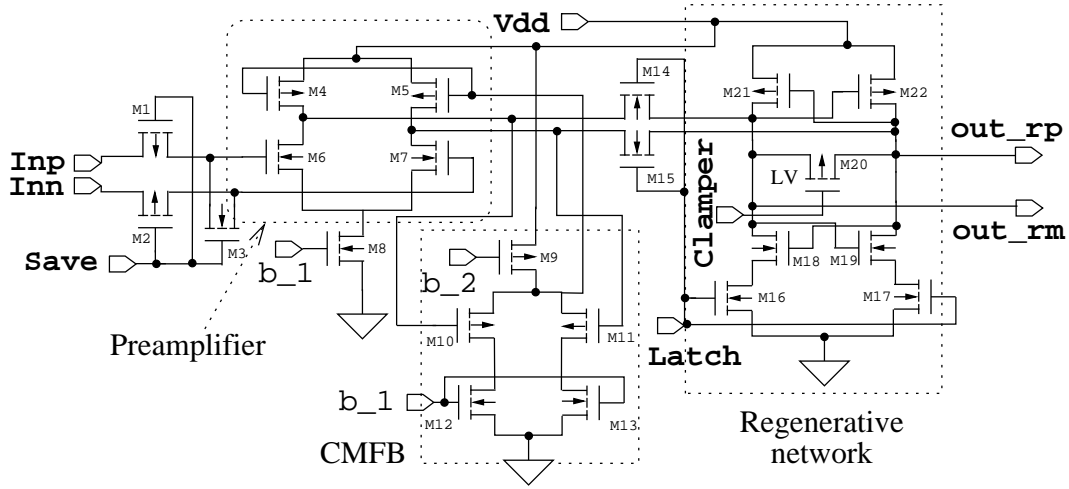 Vdd
M14
M4
M5
M21
M22
M1
out_rp
Inp
M6
M7
M20
Inn
LV
M15
Clamper
out_rm
M2
M3
M8
M9
M18
M19
Save
b_1
b_2
M16
M17
M10
M11
Preamplifier
Latch
b_1
M12
M13
Regenerative
network
CMFB